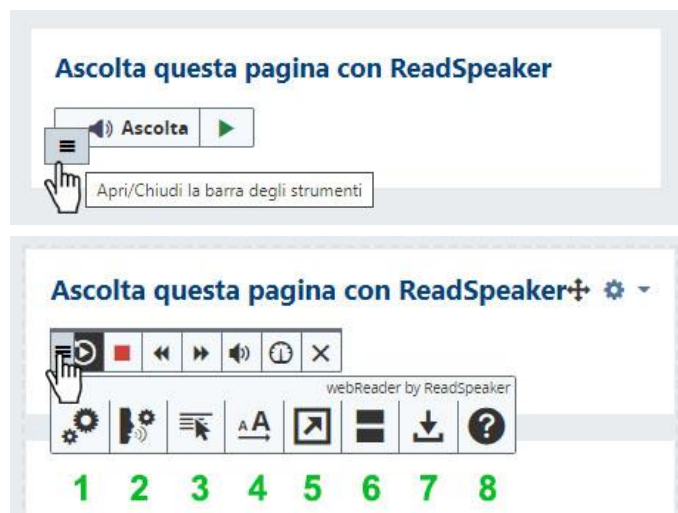 Ascolta questa pagina con ReadSpeaker
Ascolta
Apri/Chiudi la barra degli strumenti
Ascolta questa pagina con ReadSpeaker
webReader by ReadSpeaker
A A ?
1 2 3 4 5 6 7 8